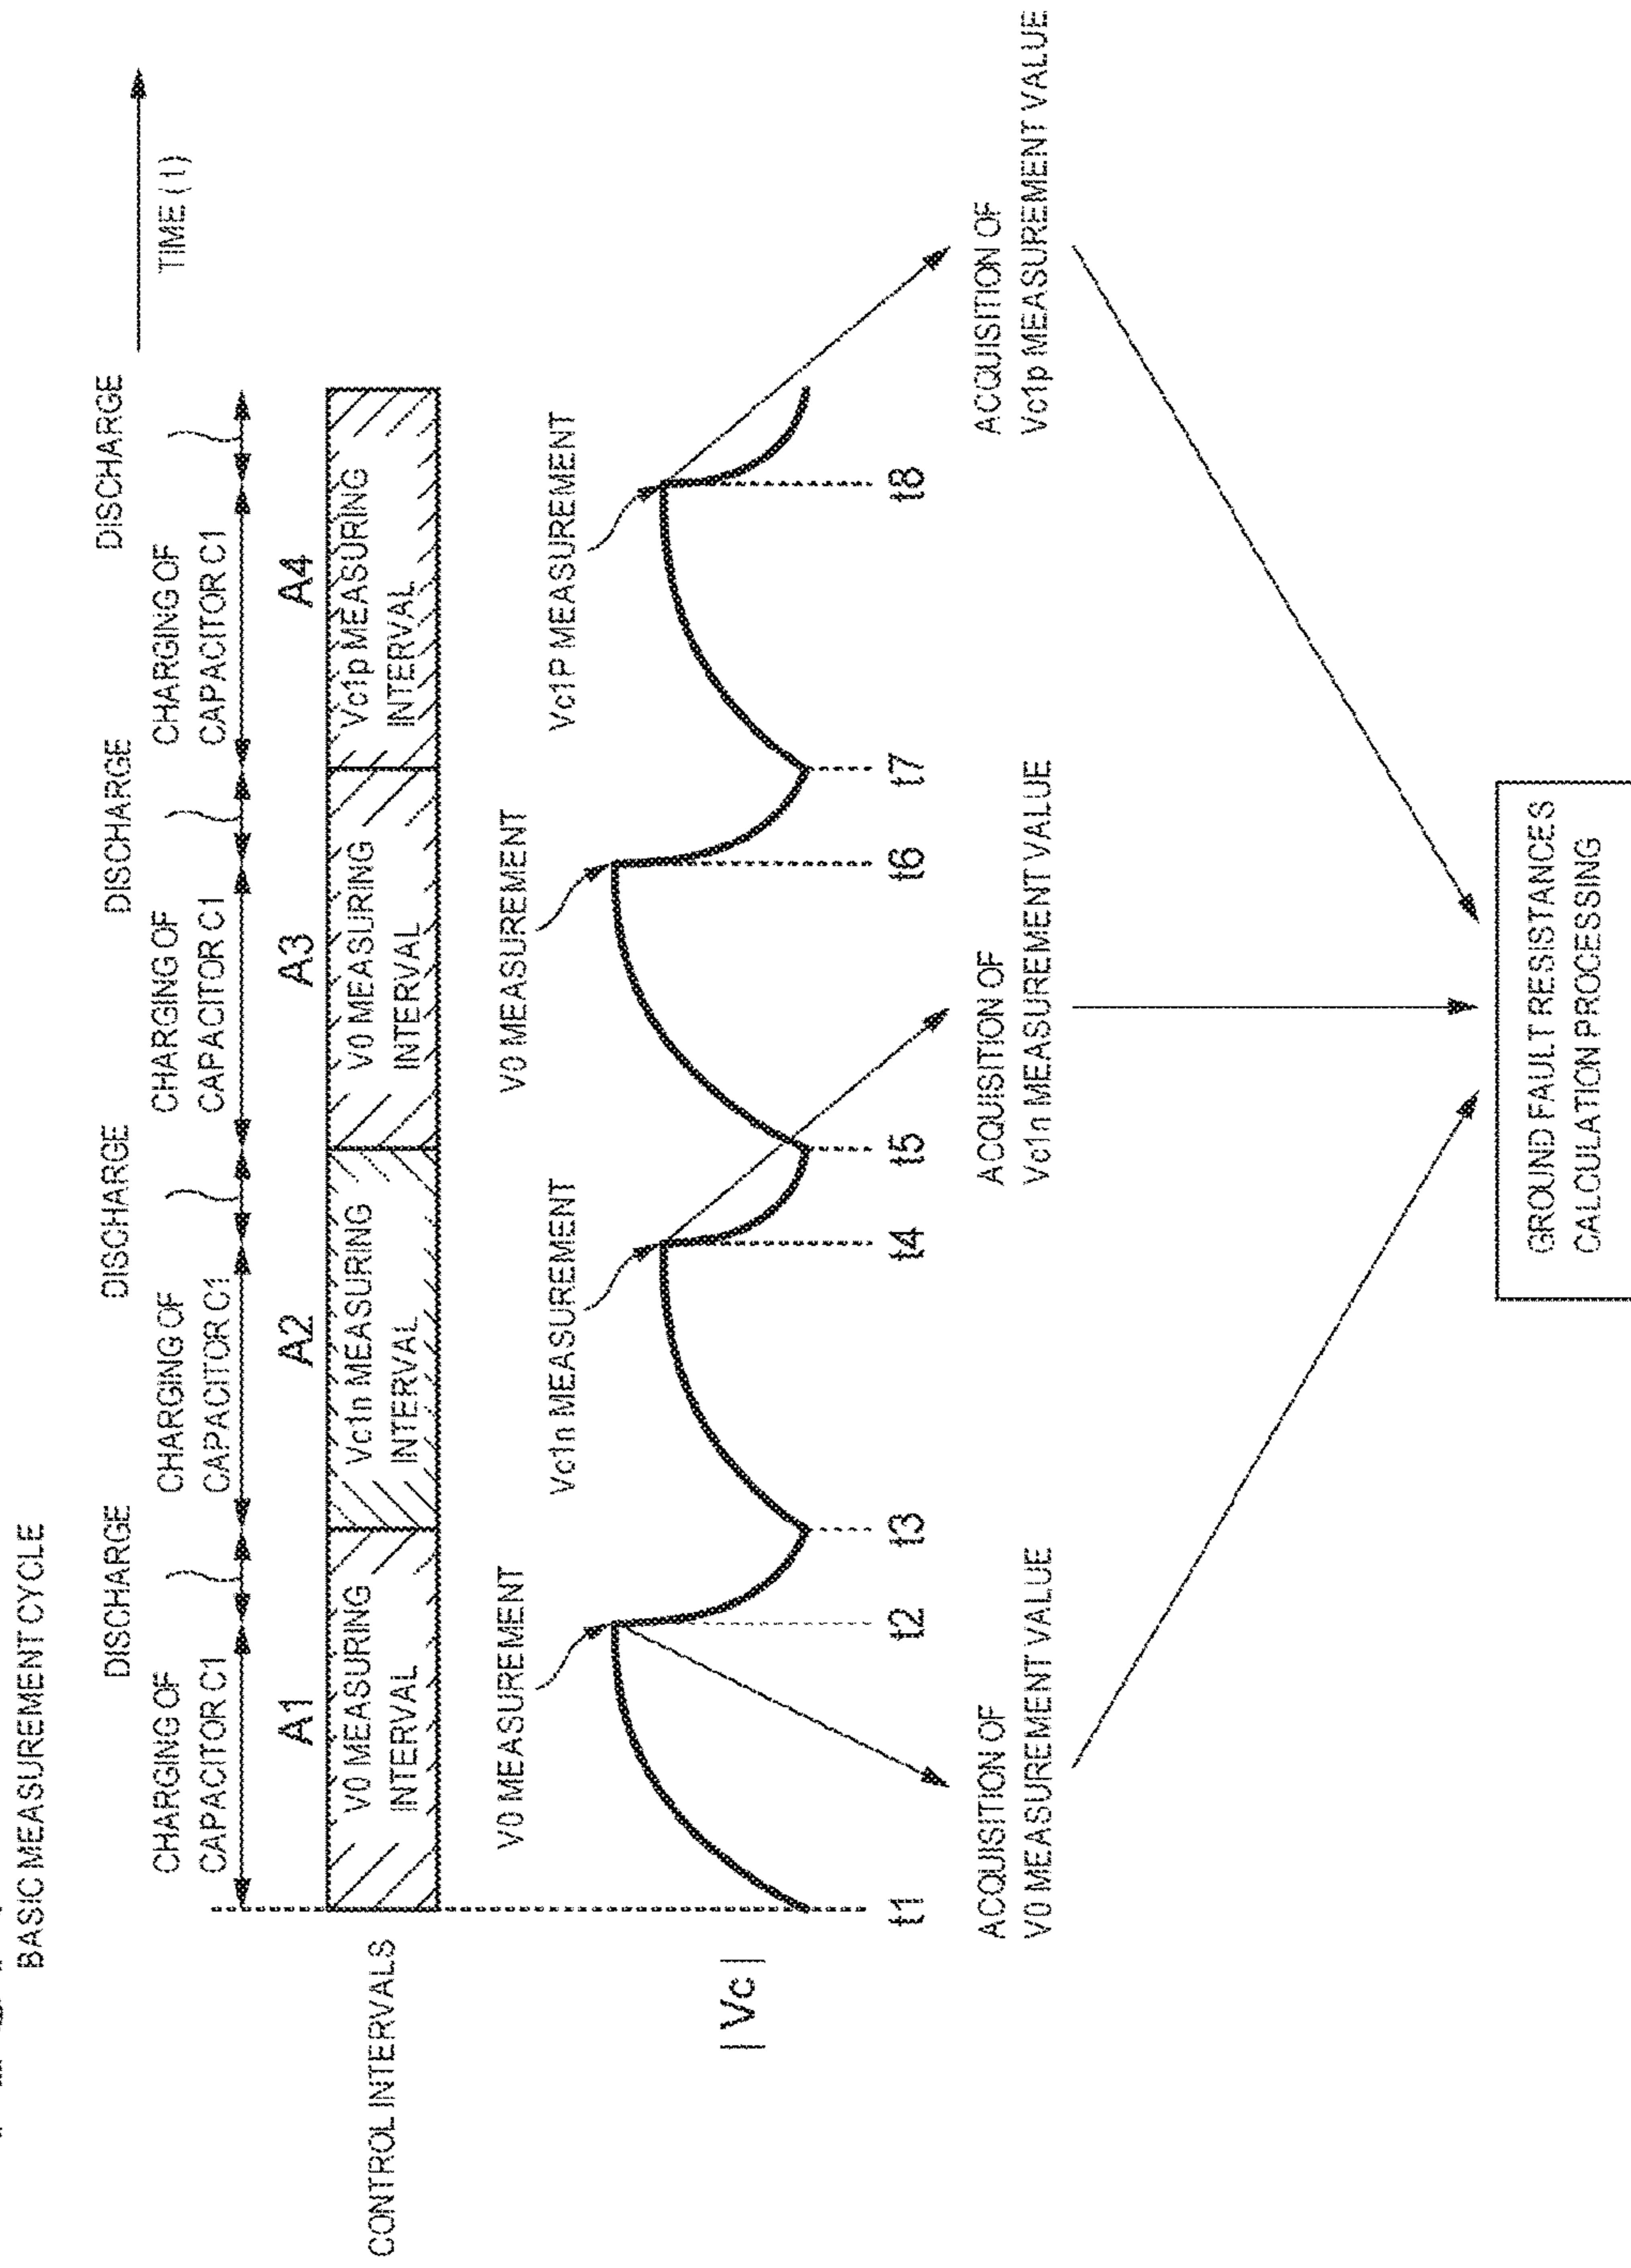 BASIC MEASUREMENT CYCLE
TIME (t)
DISCHARGE
DISCHARGE
DISCHARGE
DISCHARGE
CHARGING OF
CAPACITOR C1
CHARGING OF
CAPACITOR C1
CHARGING OF
CAPACITOR C1
CHARGING OF
CAPACITOR C1
A1
A2
A3
A4
CONTROL INTERVALS
V0 MEASURING
INTERVAL
Vc1n MEASURING
INTERVAL
V0 MEASURING
INTERVAL
Vc1p MEASURING
INTERVAL
V0 MEASUREMENT
Vc1n MEASUREMENT
V0 MEASUREMENT
Vc1P MEASUREMENT
| Vc |
t1
t2
t3
t4
t5
t6
t7
t8
ACQUISITION OF
V0 MEASUREMENT VALUE
ACQUISITION OF
Vc1n MEASUREMENT VALUE
ACQUISITION OF
Vc1p MEASUREMENT VALUE
GROUND FAULT RESISTANCES
CALCULATION PROCESSING